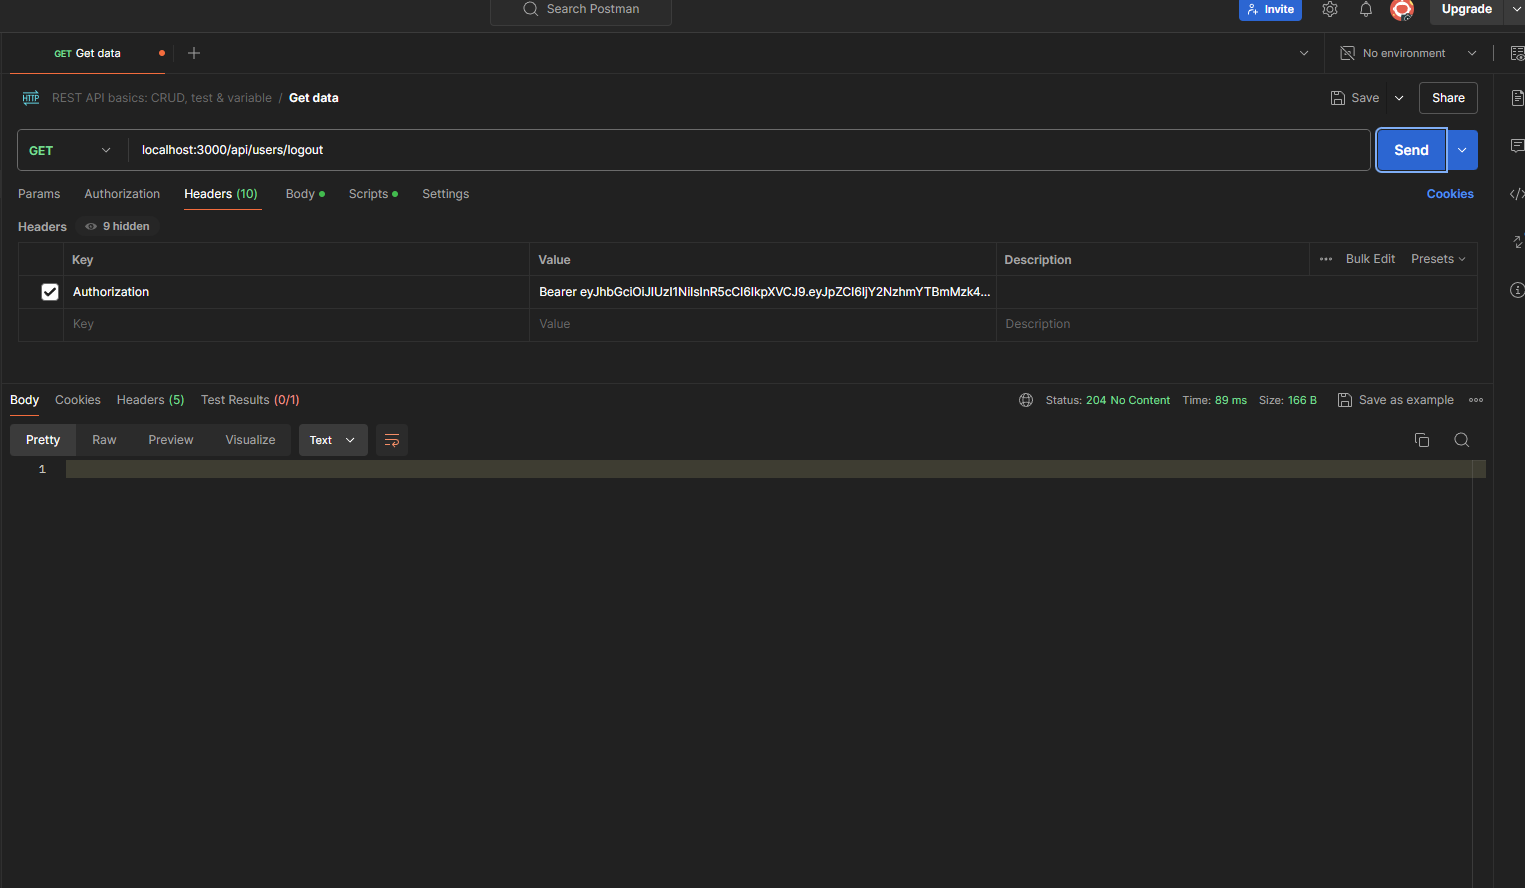 Search Postman
Invite
Upgrade
GET Get data
No environment
HTTP REST API basics: CRUD, test & variable / Get data
Save
Share
GET
localhost:3000/api/users/logout
Send
Params Authorization Headers (10) Body Scripts Settings
Cookies
Headers 9 hidden
Key Value Description
Bulk Edit Presets
Authorization Bearer eyJhbGciOiJIUzI1NiIsInR5cCI6IkpXVCJ9.eyJpZCI6IjY2NzhmYTBmMzk4...
Key Value Description
Body Cookies Headers (5) Test Results (0/1)
Status: 204 No Content Time: 89 ms Size: 166 B
Save as example
Pretty Raw Preview Visualize Text
1